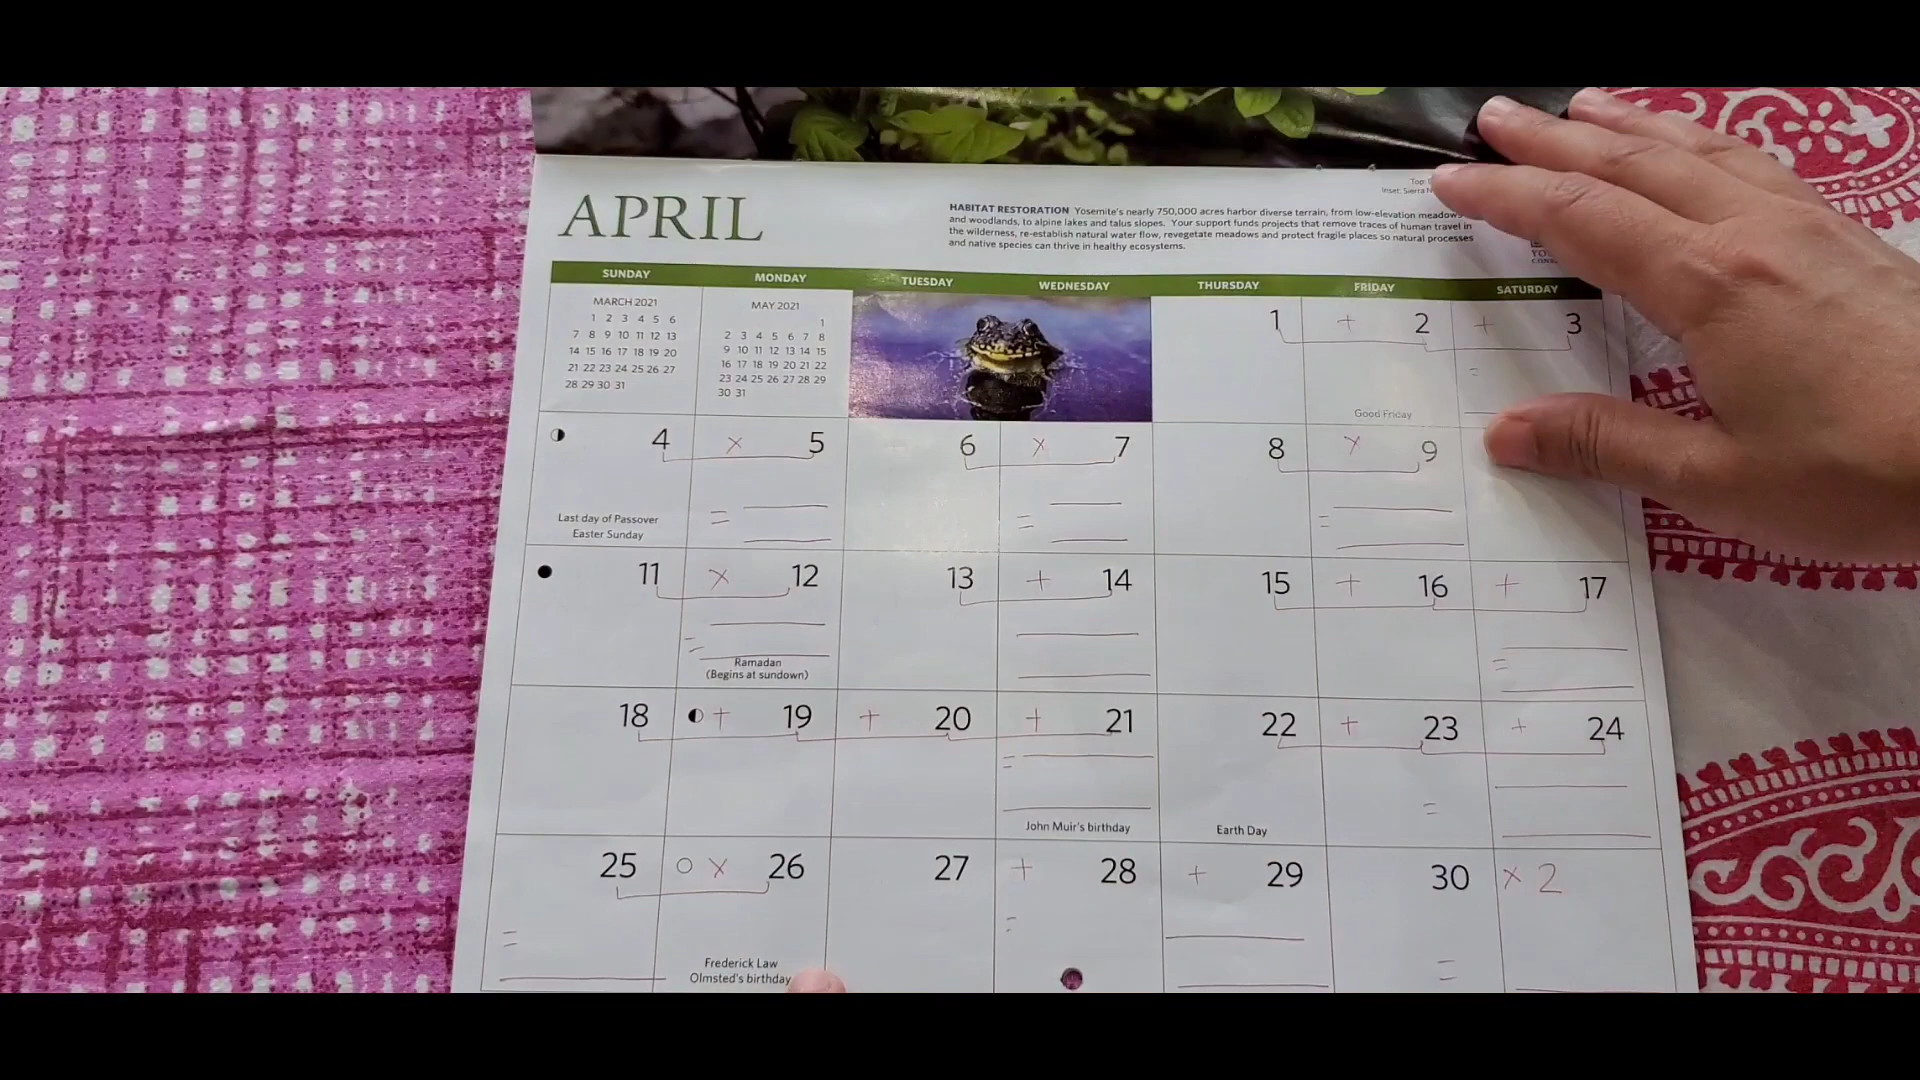 Top:
Inset: Sierra
APRIL
HABITAT RESTORATION Yosemite's nearly 750,000 acres harbor diverse terrain, from low-elevation meadows
and woodlands, to alpine lakes and talus slopes. Your support funds projects that remove traces of human travel in
the wilderness, re-establish natural water flow, revegetate meadows and protect fragile places so natural processes
and native species can thrive in healthy ecosystems.
SUNDAY MONDAY TUESDAY WEDNESDAY THURSDAY FRIDAY SATURDAY
MARCH 2021
1 2 3 4 5 6
7 8 9 10 11 12 13
14 15 16 17 18 19 20
21 22 23 24 25 26 27
28 29 30 31
MAY 2021
1
2 3 4 5 6 7 8
9 10 11 12 13 14 15
16 17 18 19 20 21 22
23 24 25 26 27 28 29
30 31
1 + 2 + 3
=
Good Friday
4 × 5 6 × 7 8 × 9
= = =
Last day of Passover
Easter Sunday
11 × 12 13 + 14 15 + 16 + 17
= =
Ramadan
(Begins at sundown)
18 + 19 + 20 + 21 22 + 23 + 24
= =
John Muir's birthday
Earth Day
25 × 26 27 + 28 + 29 30 × 2
= = =
Frederick Law
Olmsted's birthday